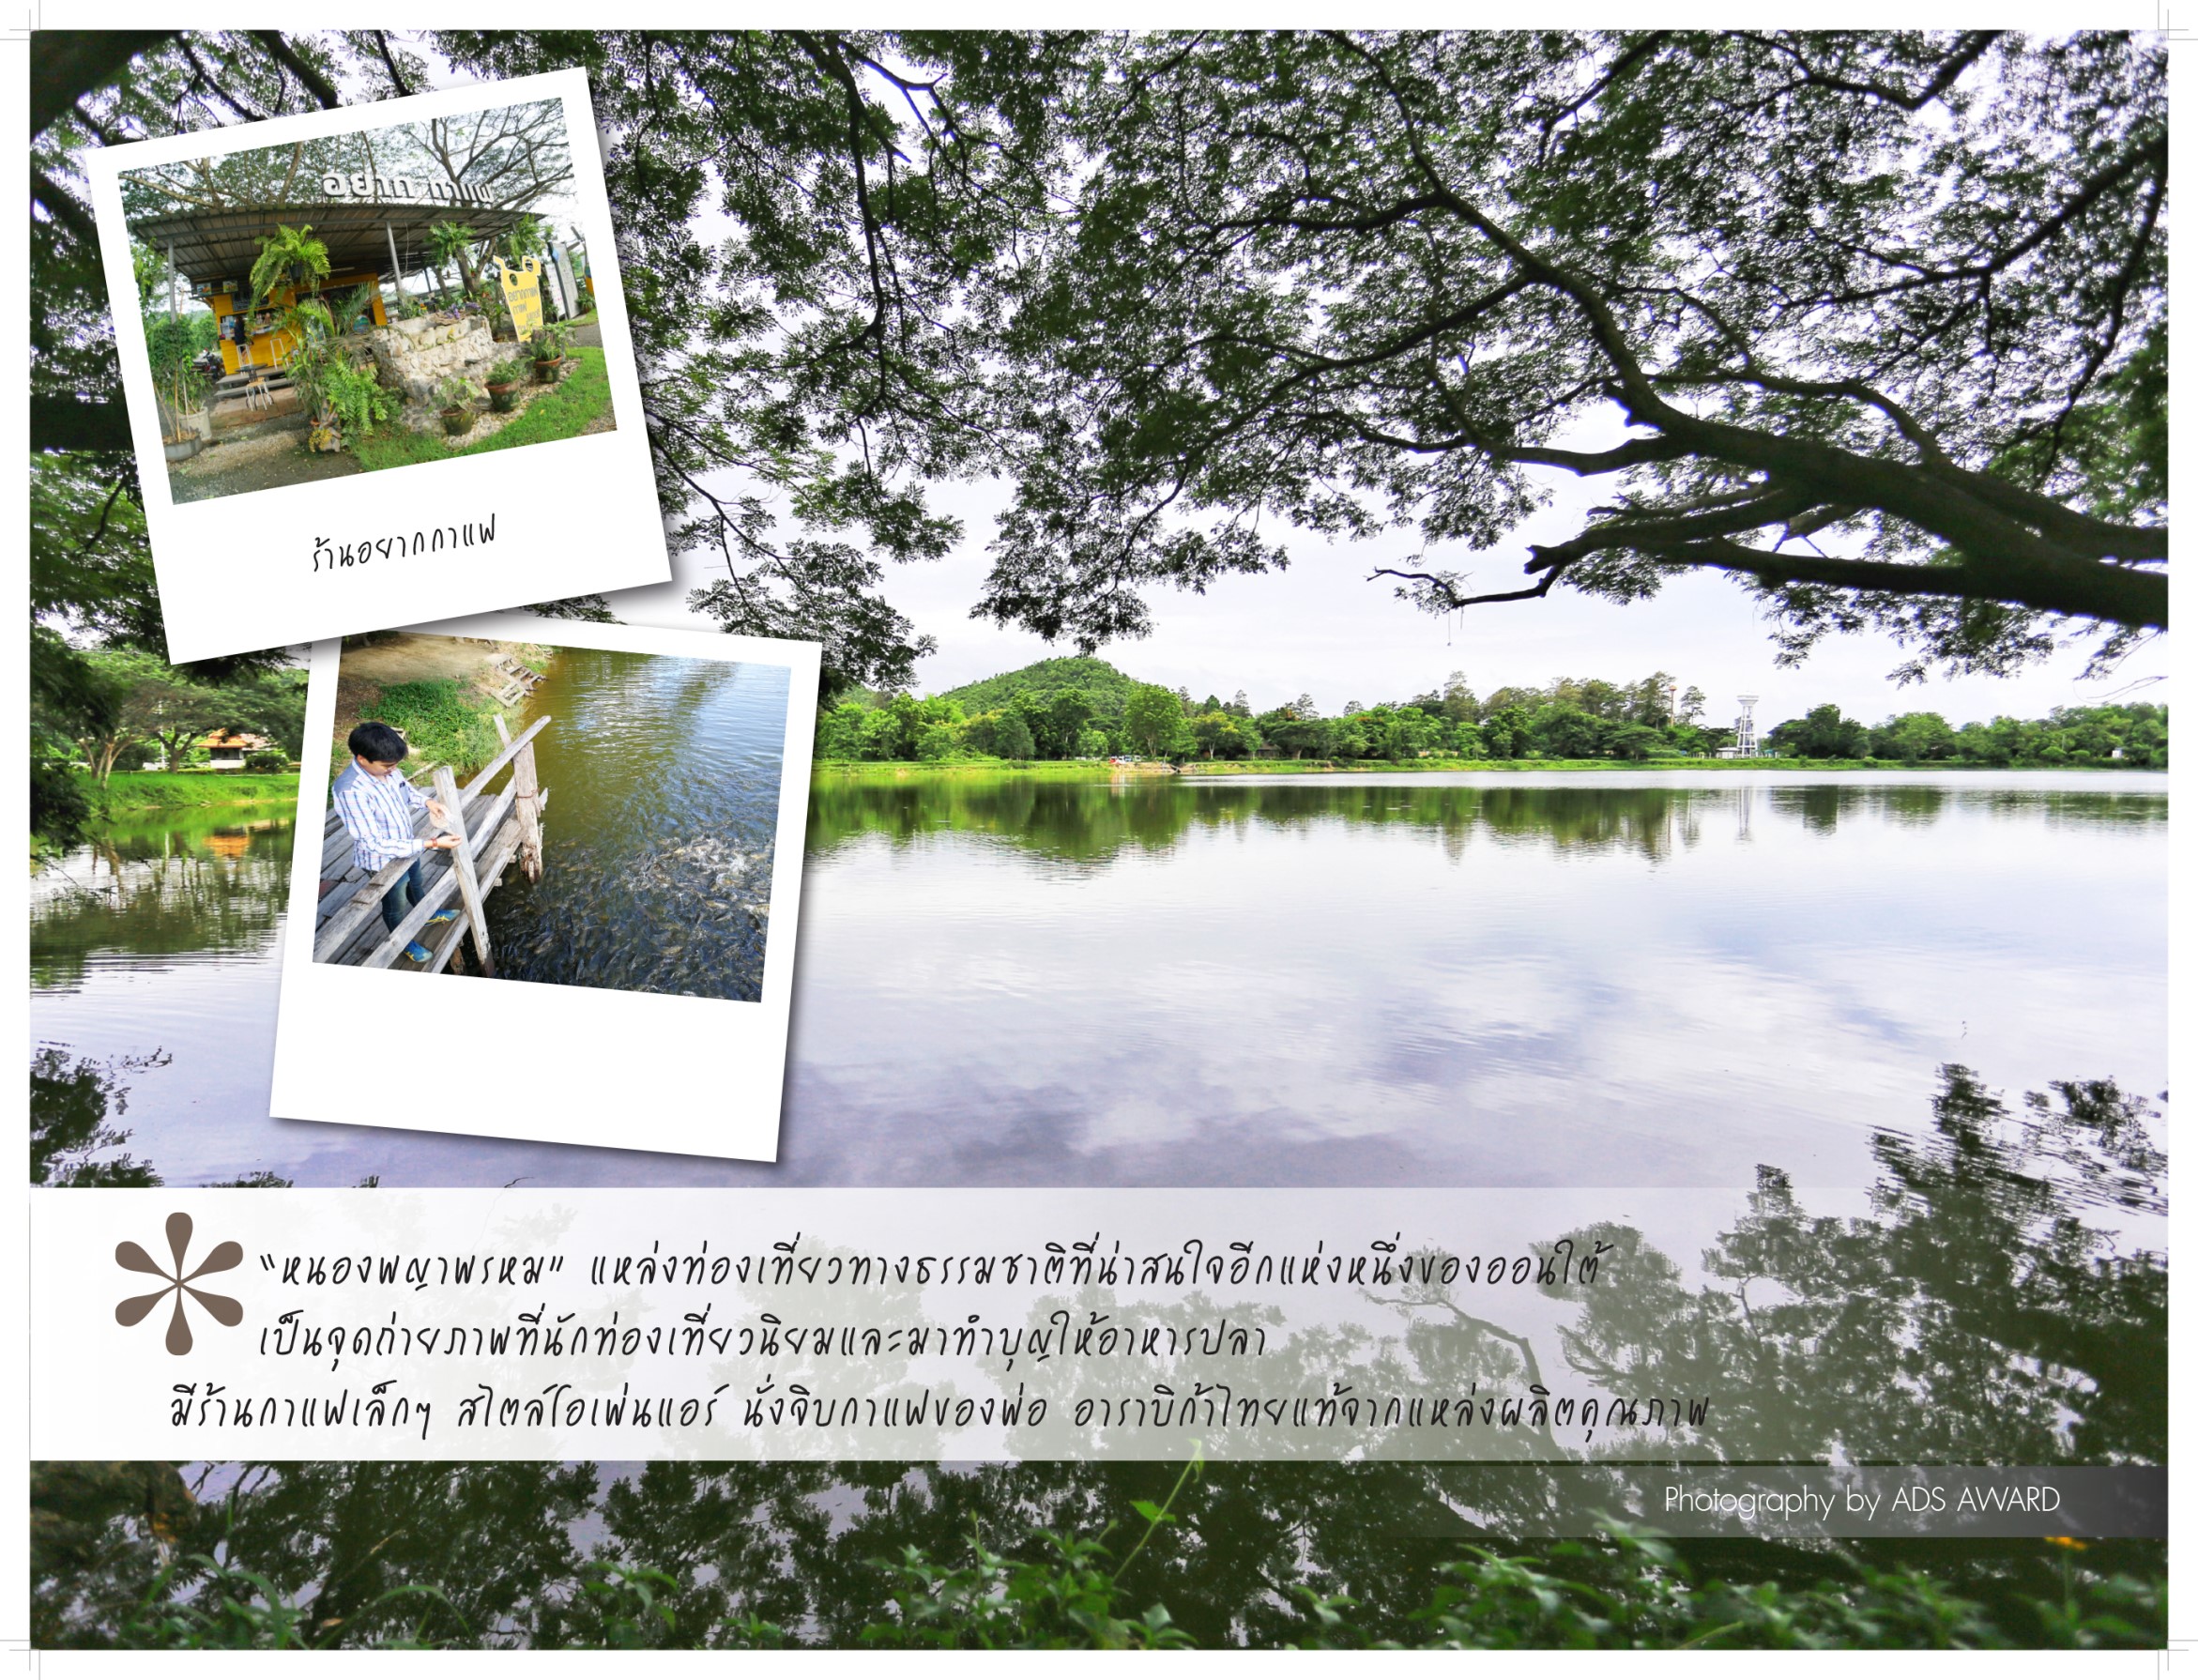 อยาก กาแฟ
ร้านอยากกาแฟ
"หนองพญาพรหม" แหล่งท่องเที่ยวทางธรรมชาติที่น่าสนใจอีกแห่งหนึ่งของออนใต้
เป็นจุดถ่ายภาพที่นักท่องเที่ยวนิยมและมาทำบุญให้อาหารปลา
มีร้านกาแฟเล็กๆ สไตล์โอเพ่นแอร์ นั่งจิบกาแฟของพ่อ อาราบิก้าไทยแท้จากแหล่งผลิตคุณภาพ
Photography by ADS AWARD